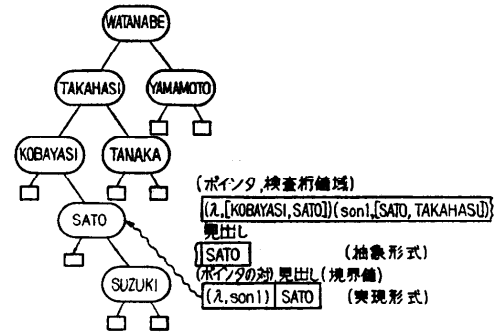 WATANABE
TAKAHASI
YAMAMOTO
KOBAYASI
TANAKA
(ポインタ,検査桁値域)
{(λ,[KOBAYASI,SATO])(son1,[SATO,TAKAHASI])}
見出し
SATO
SATO
(抽象形式)
(ポインタの対)見出し(境界値)
(λ,son1) SATO
(実現形式)
SUZUKI